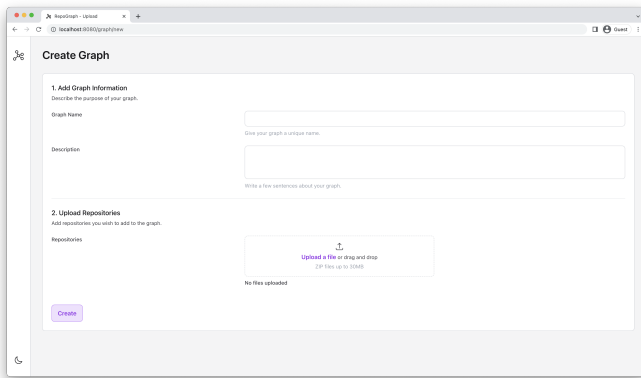 RepoGraph - Upload
localhost:8080/graph/new
Guest
Create Graph
1. Add Graph Information
Describe the purpose of your graph.
Graph Name
Give your graph a unique name.
Description
Write a few sentences about your graph.
2. Upload Repositories
Add repositories you wish to add to the graph.
Repositories
Upload a file or drag and drop
ZIP files up to 30MB
No files uploaded
Create